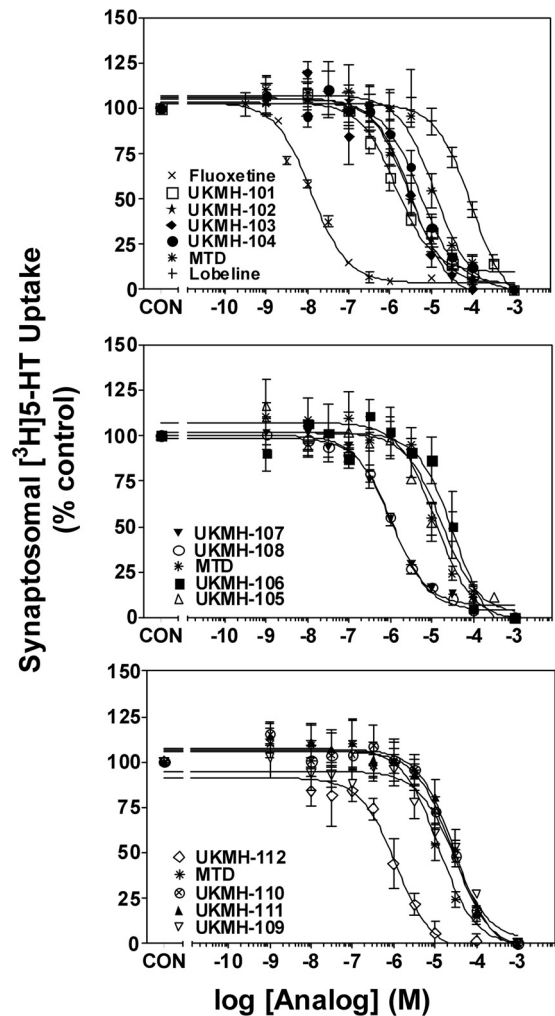 Synaptosomal [³H]5-HT Uptake
(% control)
150
125
100
75
50
25
0
× Fluoxetine
UKMH-101
UKMH-102
UKMH-103
UKMH-104
MTD
Lobeline
CON -10 -9 -8 -7 -6 -5 -4 -3
150
125
100
75
50
25
0
UKMH-107
UKMH-108
MTD
UKMH-106
UKMH-105
CON -10 -9 -8 -7 -6 -5 -4 -3
150
125
100
75
50
25
0
UKMH-112
MTD
UKMH-110
UKMH-111
UKMH-109
CON -10 -9 -8 -7 -6 -5 -4 -3
log [Analog] (M)